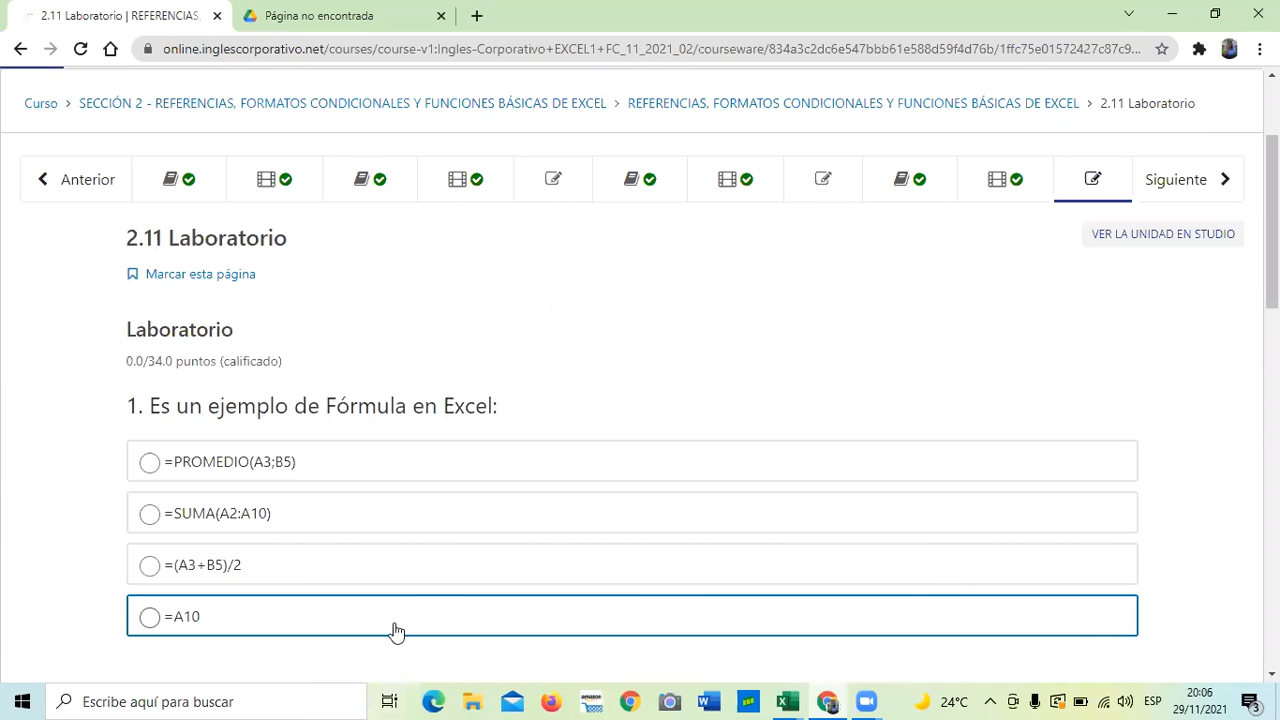 2.11 Laboratorio | REFERENCIAS,
Página no encontrada
online.inglescorporativo.net/courses/course-v1:Ingles-Corporativo+EXCEL1+FC_11_2021_02/courseware/834a3c2dc6e547bbb61e588d59f4d76b/1ffc75e01572427c87c9...
Curso > SECCIÓN 2 - REFERENCIAS, FORMATOS CONDICIONALES Y FUNCIONES BÁSICAS DE EXCEL > REFERENCIAS, FORMATOS CONDICIONALES Y FUNCIONES BÁSICAS DE EXCEL > 2.11 Laboratorio
Anterior
Siguiente
2.11 Laboratorio
VER LA UNIDAD EN STUDIO
Marcar esta página
Laboratorio
0.0/34.0 puntos (calificado)
1. Es un ejemplo de Fórmula en Excel:
=PROMEDIO(A3;B5)
=SUMA(A2:A10)
=(A3+B5)/2
=A10
Escribe aquí para buscar
amazon
24°C
ESP
20:06
29/11/2021
3